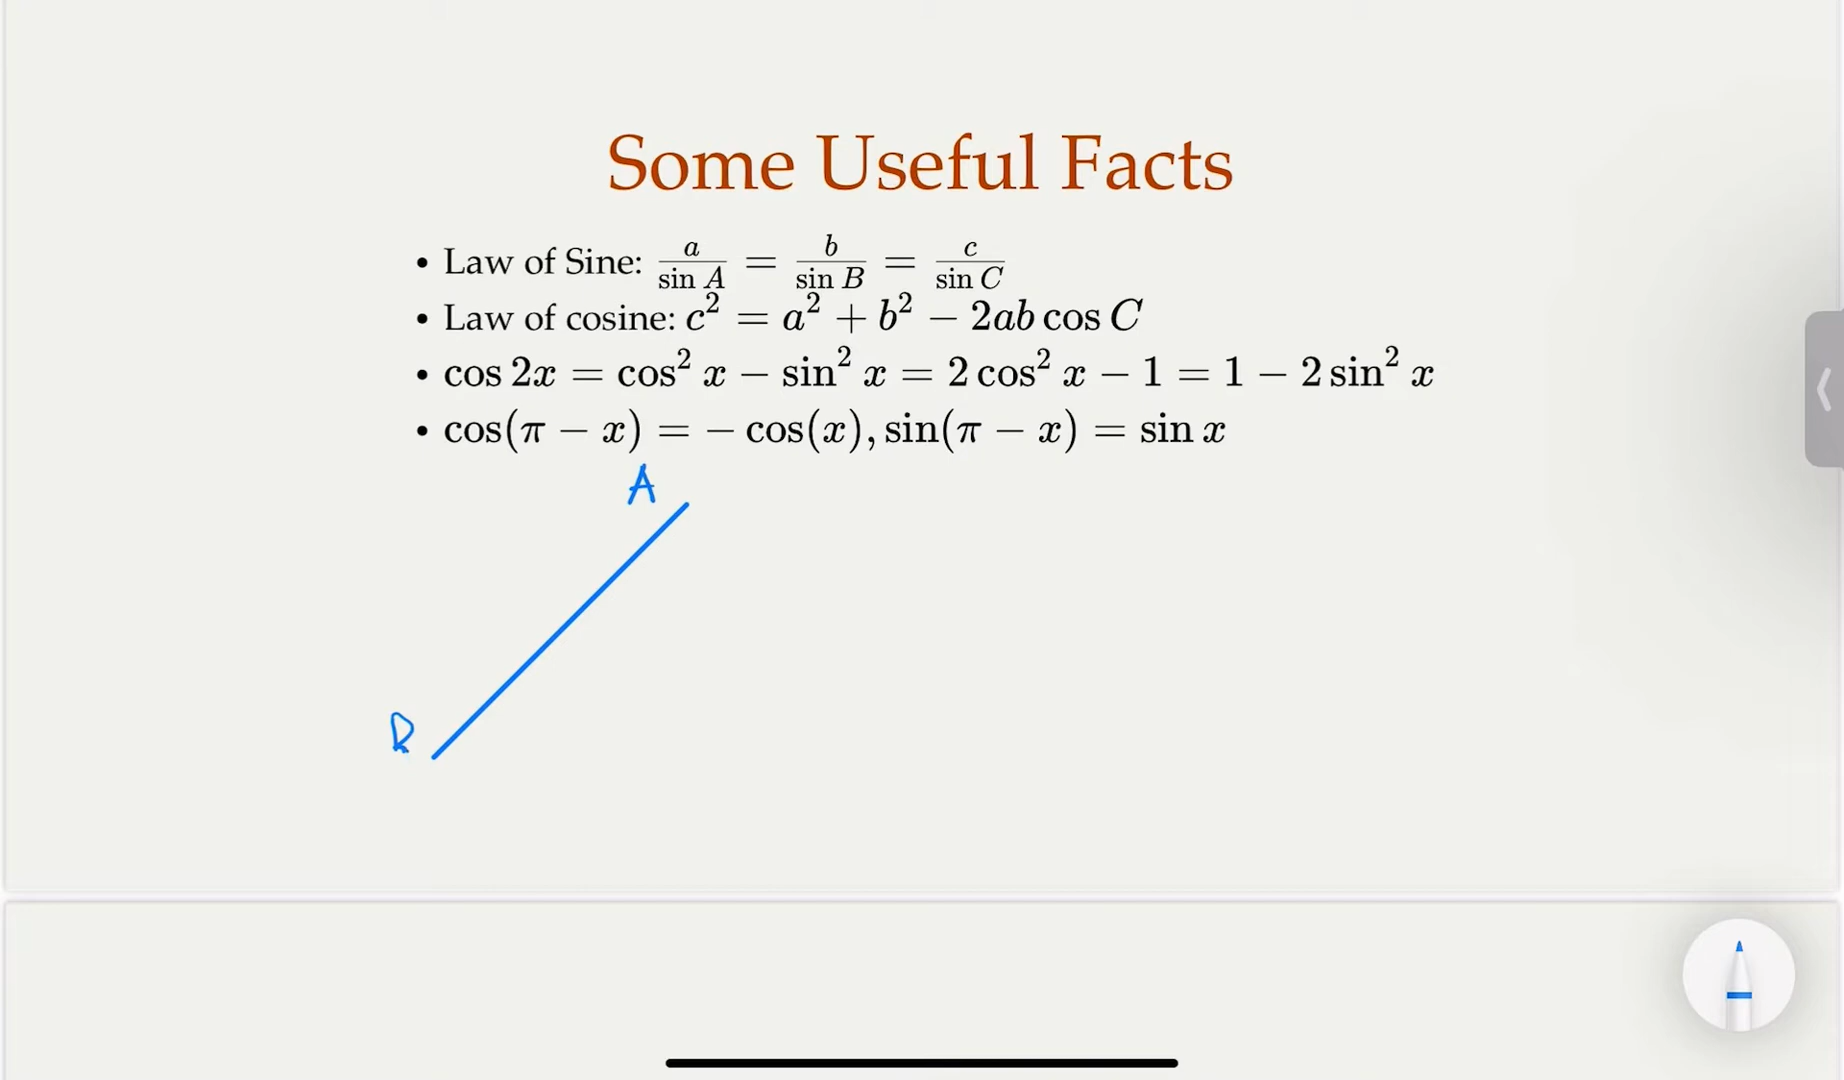 Some Useful Facts
• Law of Sine: a/sin A = b/sin B = c/sin C
• Law of cosine: c² = a² + b² − 2ab cos C
• cos 2x = cos² x − sin² x = 2 cos² x − 1 = 1 − 2 sin² x
• cos(π − x) = − cos(x), sin(π − x) = sin x
A